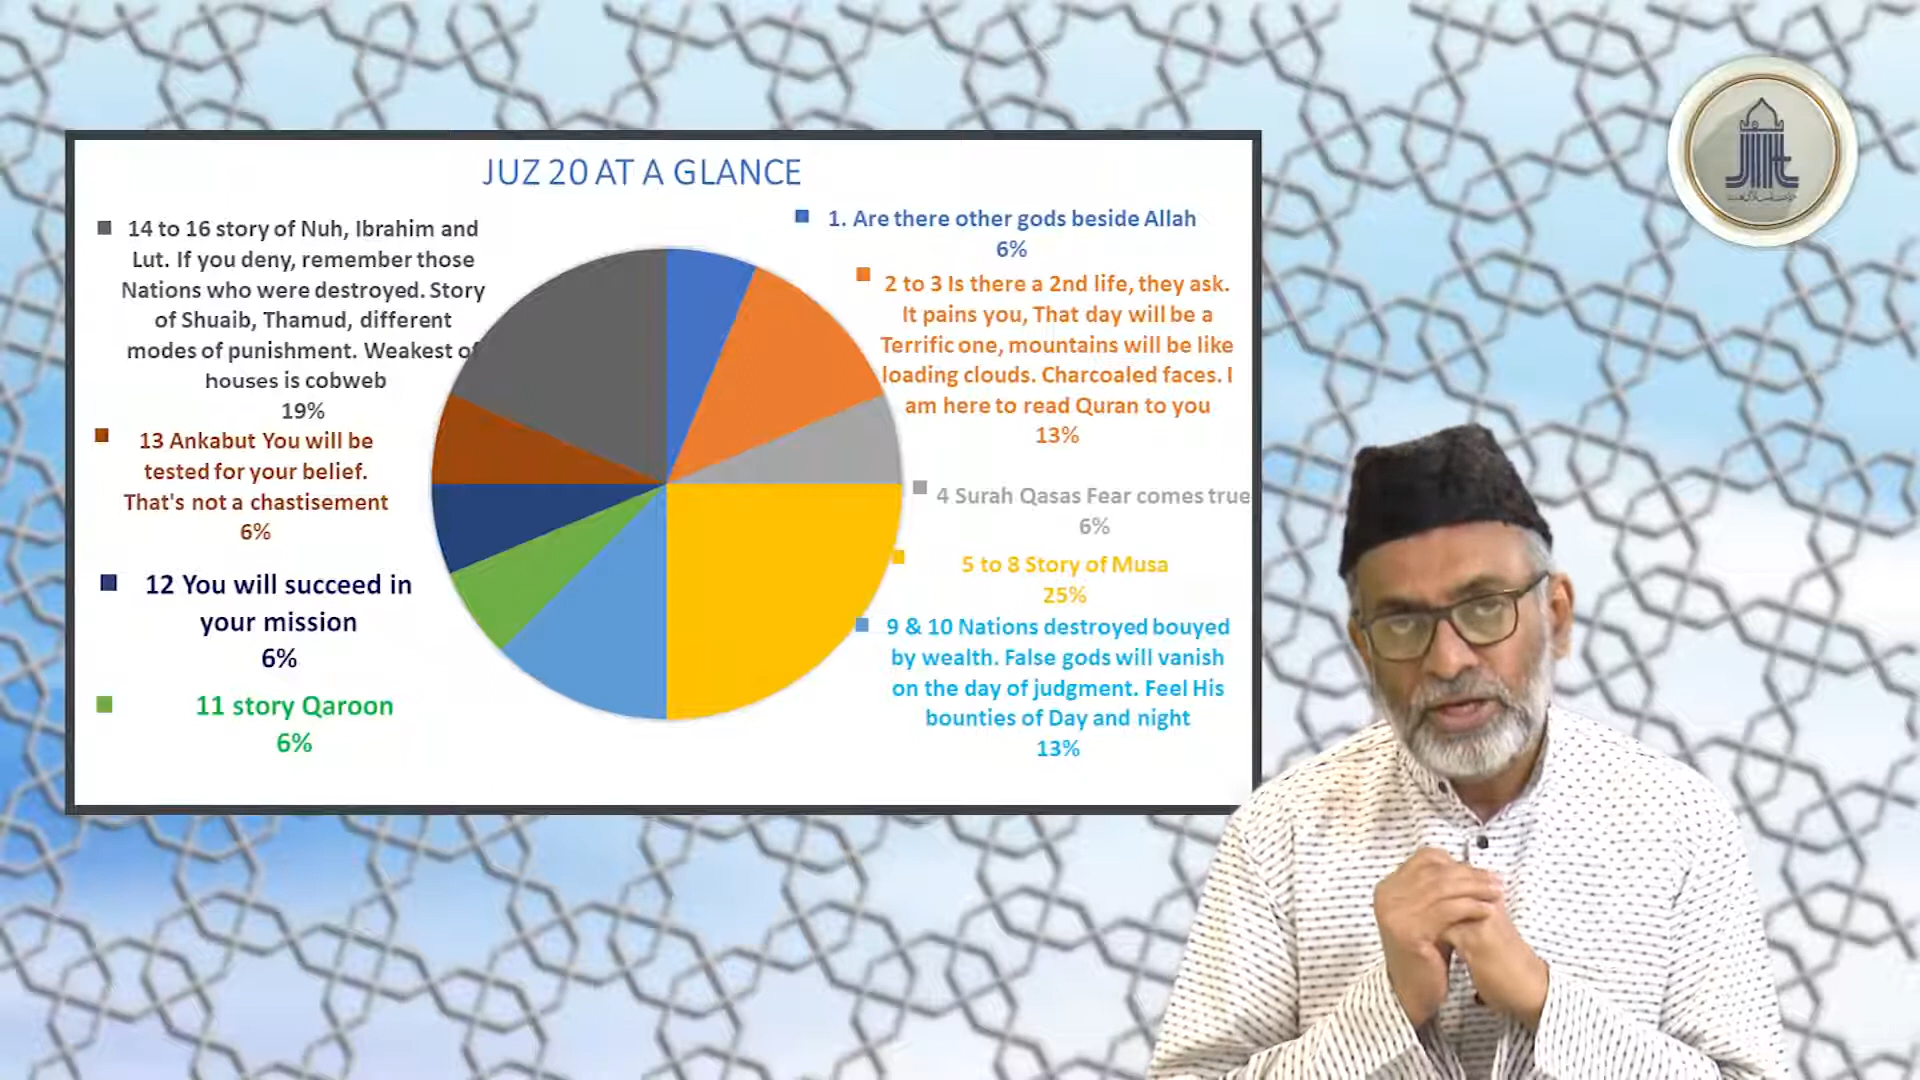 JUZ 20 AT A GLANCE
14 to 16 story of Nuh, Ibrahim and
Lut. If you deny, remember those
Nations who were destroyed. Story
of Shuaib, Thamud, different
modes of punishment. Weakest of
houses is cobweb
19%
13 Ankabut You will be
tested for your belief.
That's not a chastisement
6%
12 You will succeed in
your mission
6%
11 story Qaroon
6%
1. Are there other gods beside Allah
6%
2 to 3 Is there a 2nd life, they ask.
It pains you, That day will be a
Terrific one, mountains will be like
loading clouds. Charcoaled faces. I
am here to read Quran to you
13%
4 Surah Qasas Fear comes true
6%
5 to 8 Story of Musa
25%
9 & 10 Nations destroyed bouyed
by wealth. False gods will vanish
on the day of judgment. Feel His
bounties of Day and night
13%